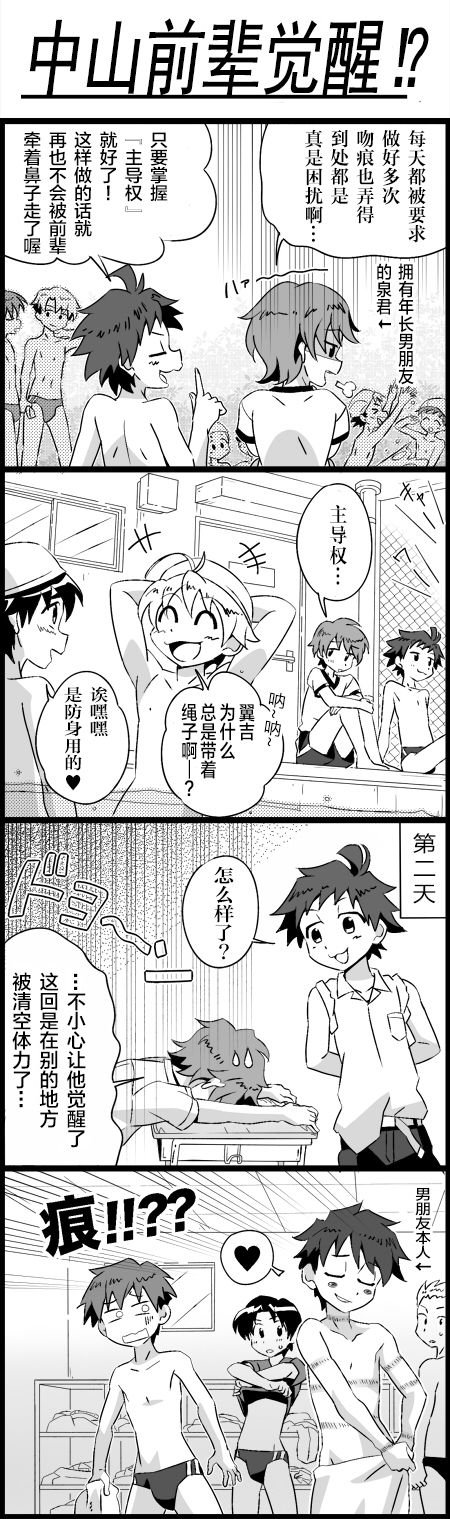 中山前辈觉醒!?
每天都被要求
做好多次
吻痕也弄得
到处都是
真是困扰啊…
拥有年长男朋友
的泉君←
ハァ
只要掌握
『主导权』
就好了！
这样做的话就
再也不会被前辈
牵着鼻子走了喔
主导权…
呐~呐~
翼吉
为什么
总是带着
绳子啊——？
诶嘿嘿
是防身用的♥
第二天
怎么样了？
ドヨーン
…不小心让他觉醒了
这回是在别的地方
被清空体力了…
男朋友本人←
♥
痕!!??